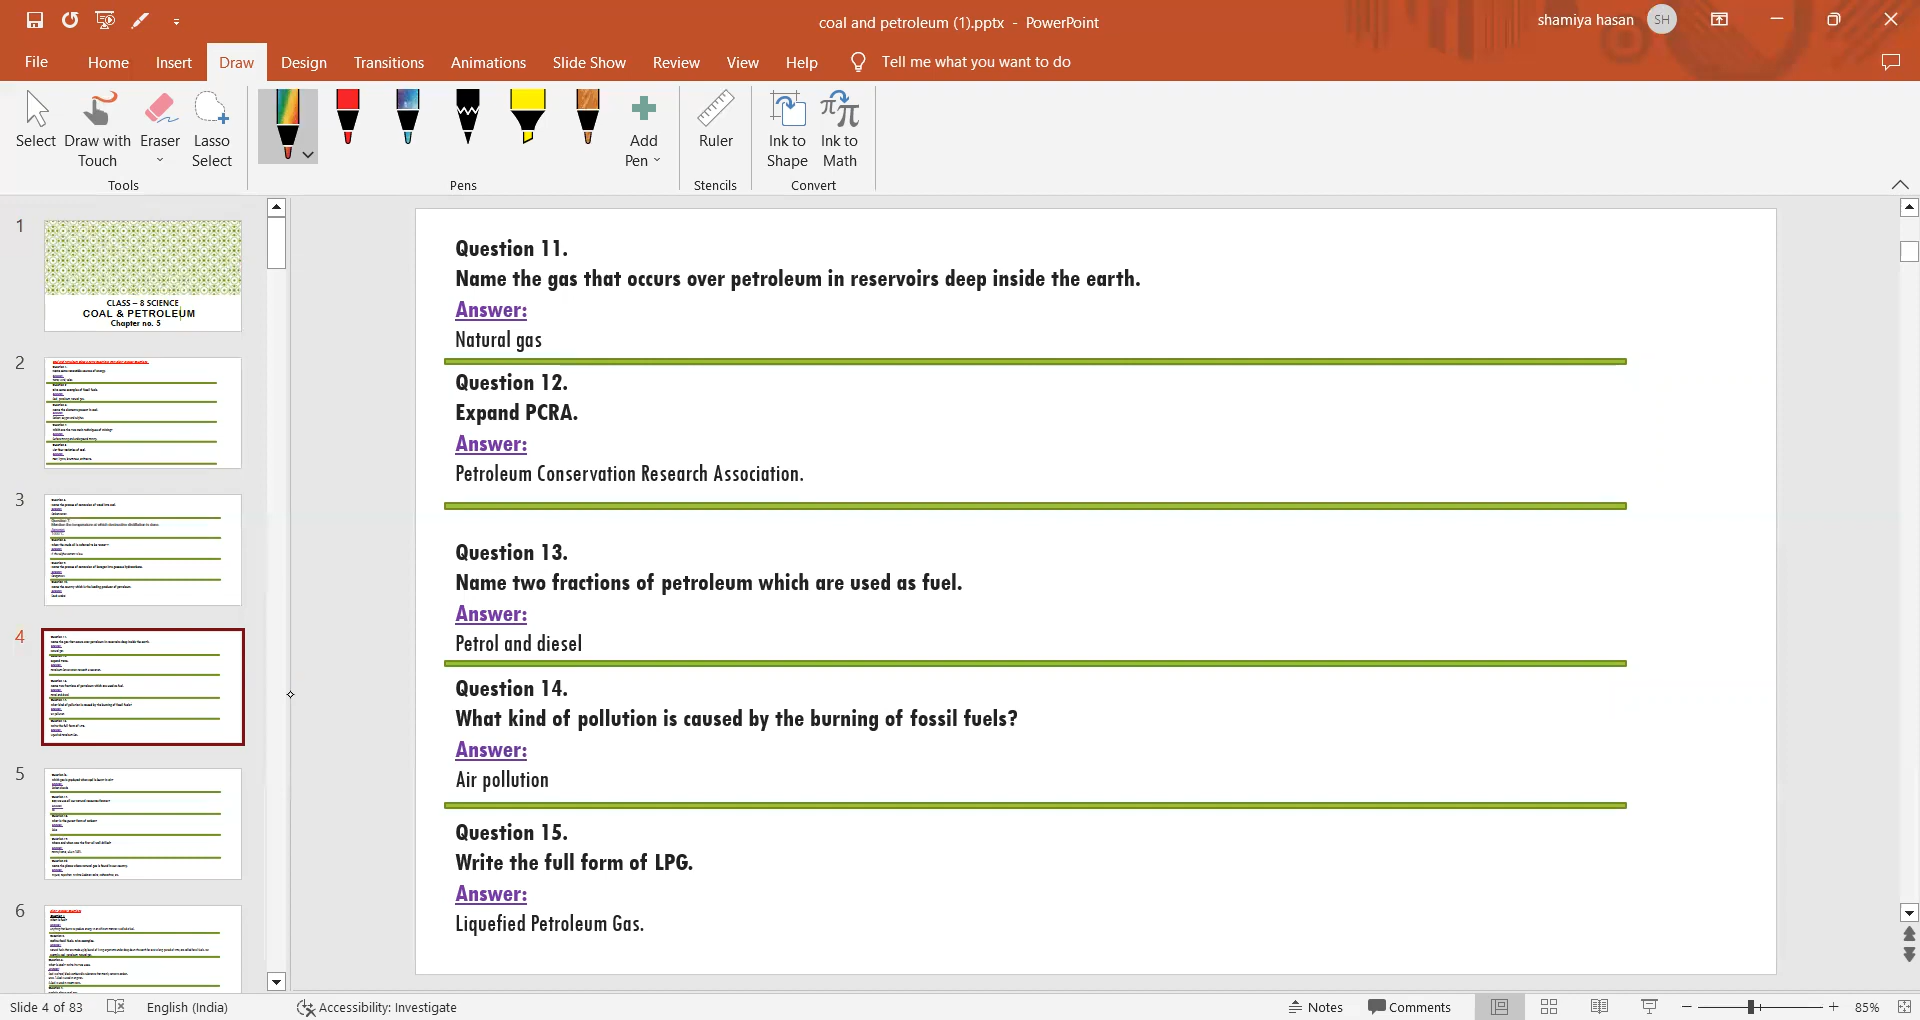 coal and petroleum (1).pptx - PowerPoint
shamiya hasan SH
File Home Insert Draw Design Transitions Animations Slide Show Review View Help Tell me what you want to do
Select Draw with Touch Eraser Lasso Select Add Pen Ruler Ink to Shape Ink to Math
Tools Pens Stencils Convert
1
CLASS – 8 SCIENCE
COAL & PETROLEUM
Chapter no. 5
2
3
4
5
6
Question 11.
Name the gas that occurs over petroleum in reservoirs deep inside the earth.
Answer:
Natural gas
Question 12.
Expand PCRA.
Answer:
Petroleum Conservation Research Association.
Question 13.
Name two fractions of petroleum which are used as fuel.
Answer:
Petrol and diesel
Question 14.
What kind of pollution is caused by the burning of fossil fuels?
Answer:
Air pollution
Question 15.
Write the full form of LPG.
Answer:
Liquefied Petroleum Gas.
Slide 4 of 83 English (India) Accessibility: Investigate Notes Comments 85%